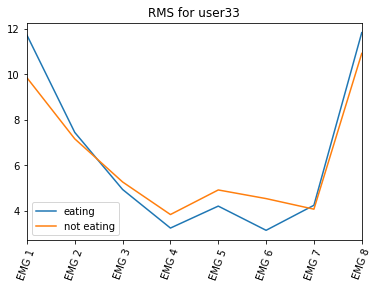 RMS for user33
12
10
8
6
4
eating
not eating
EMG 1
EMG 2
EMG 3
EMG 4
EMG 5
EMG 6
EMG 7
EMG 8